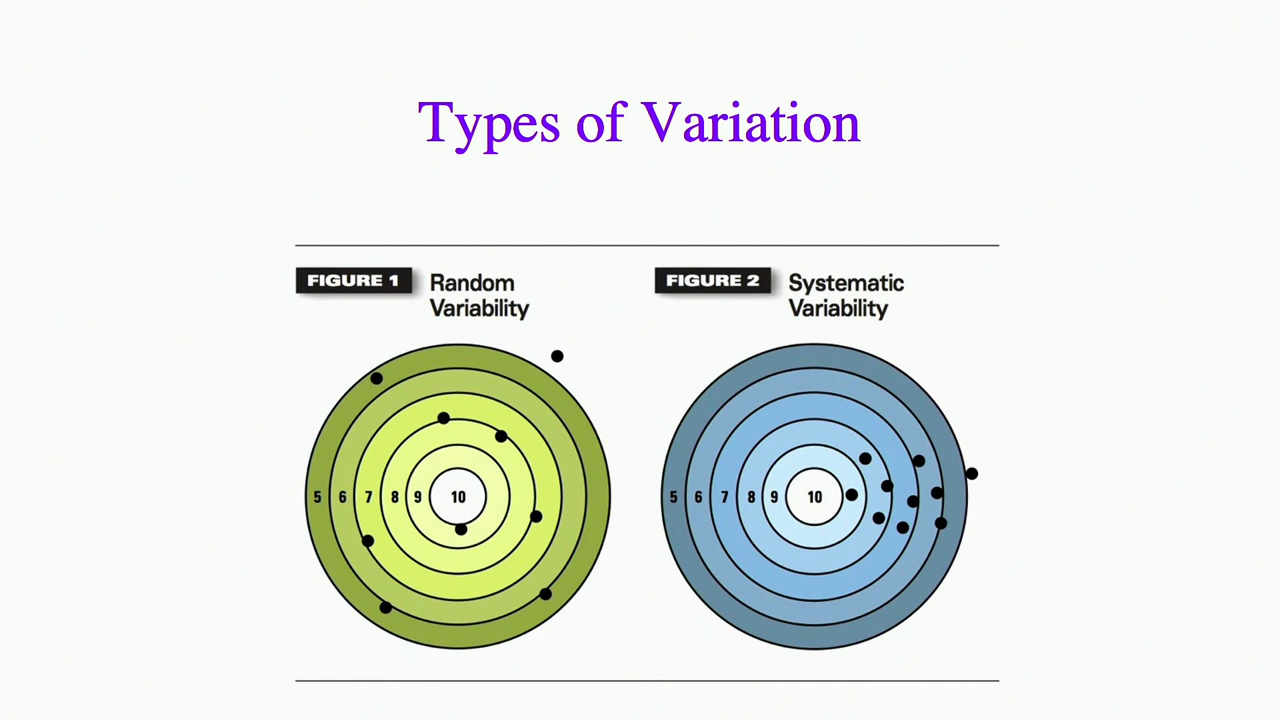 Types of Variation
FIGURE 1 Random
Variability
FIGURE 2 Systematic
Variability
5 6 7 8 9 10
5 6 7 8 9 10